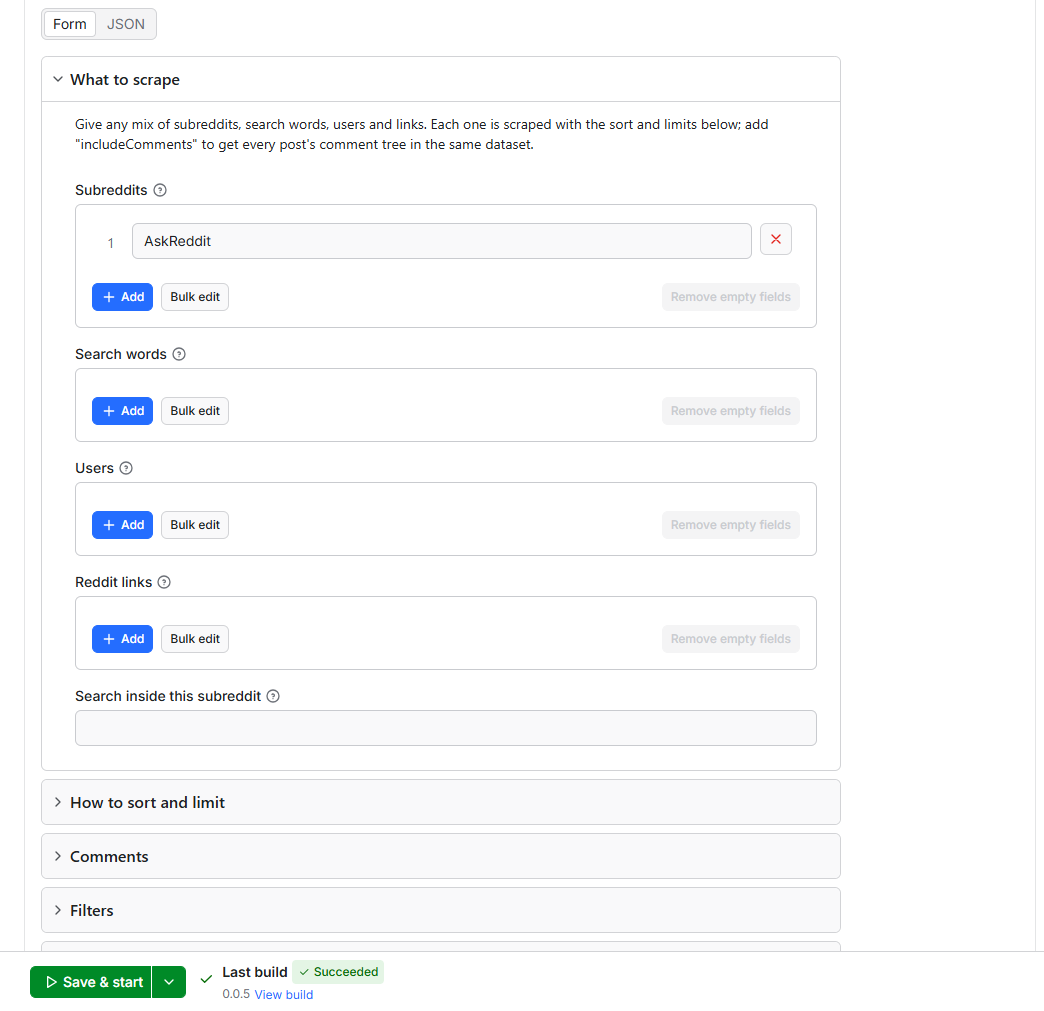 Form JSON
What to scrape
Give any mix of subreddits, search words, users and links. Each one is scraped with the sort and limits below; add
"includeComments" to get every post's comment tree in the same dataset.
Subreddits
1 AskReddit
Add Bulk edit Remove empty fields
Search words
Add Bulk edit Remove empty fields
Users
Add Bulk edit Remove empty fields
Reddit links
Add Bulk edit Remove empty fields
Search inside this subreddit
How to sort and limit
Comments
Filters
Save & start
Last build Succeeded
0.0.5 View build